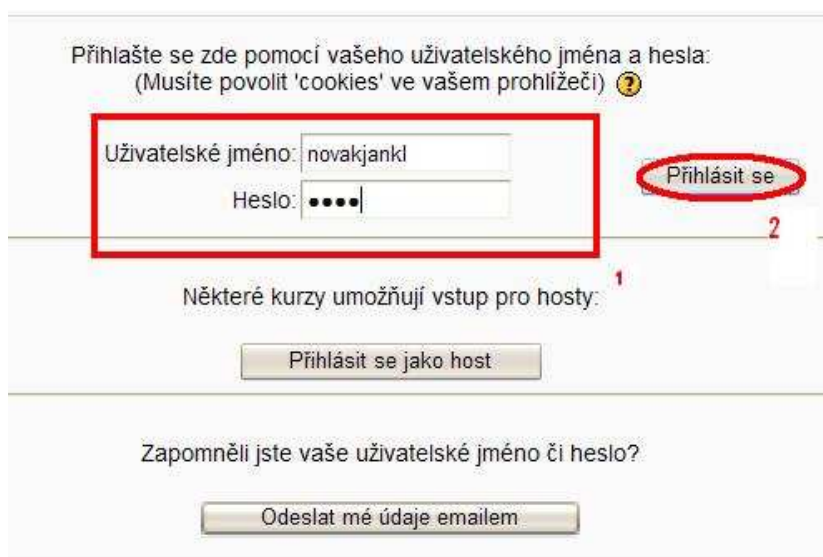 Přihlašte se zde pomocí vašeho uživatelského jména a hesla:
(Musíte povolit 'cookies' ve vašem prohlížeči) ?
Uživatelské jméno: novakjankl
Heslo: ●●●●
Přihlásit se
2
1
Některé kurzy umožňují vstup pro hosty:
Přihlásit se jako host
Zapomněli jste vaše uživatelské jméno či heslo?
Odeslat mé údaje emailem